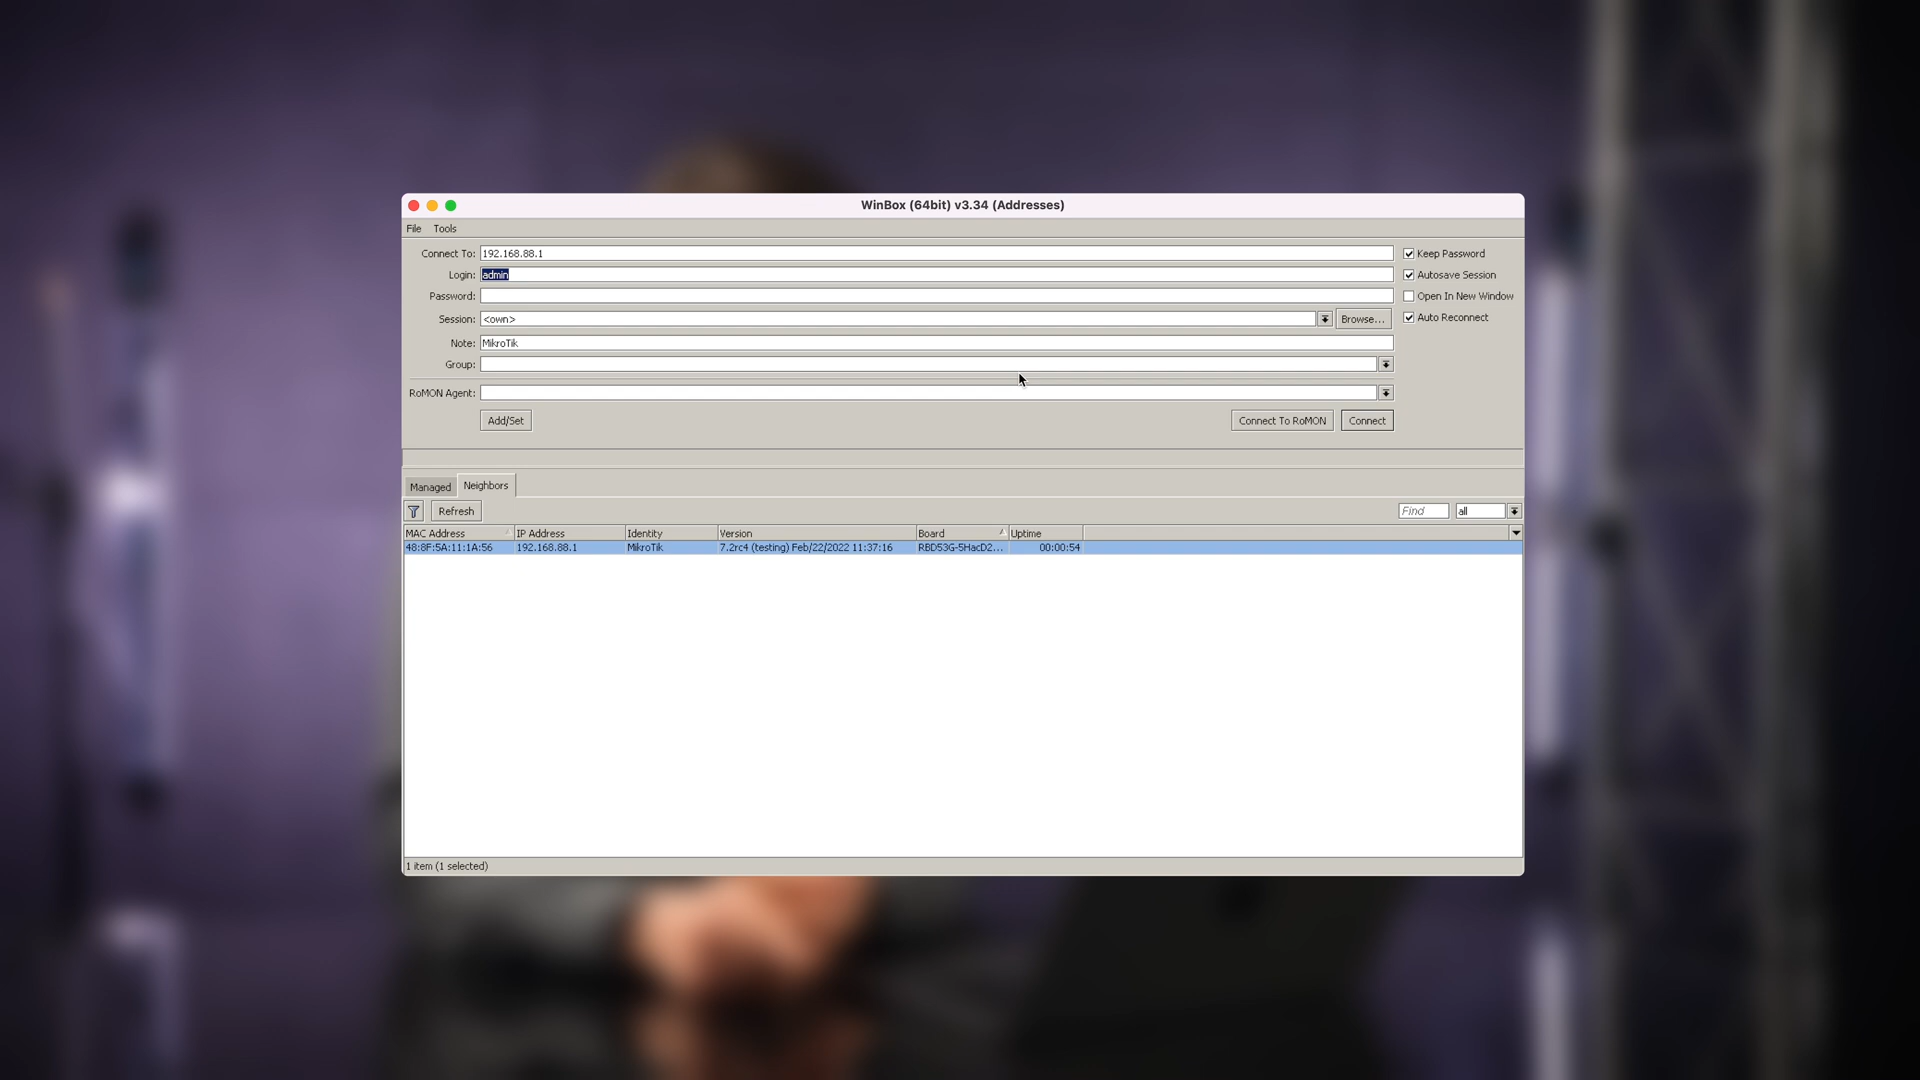 WinBox (64bit) v3.34 (Addresses)
File Tools
Connect To: 192.168.88.1
Keep Password
Login: admin
Autosave Session
Password:
Open In New Window
Session: <own> Browse...
Auto Reconnect
Note: MikroTik
Group:
RoMON Agent:
Add/Set Connect To RoMON Connect
Managed Neighbors
Refresh Find all
MAC Address IP Address Identity Version Board Uptime
48:8F:5A:11:1A:56 192.168.88.1 MikroTik 7.2rc4 (testing) Feb/22/2022 11:37:16 RBD53G-5HacD2... 00:00:54
1 item (1 selected)